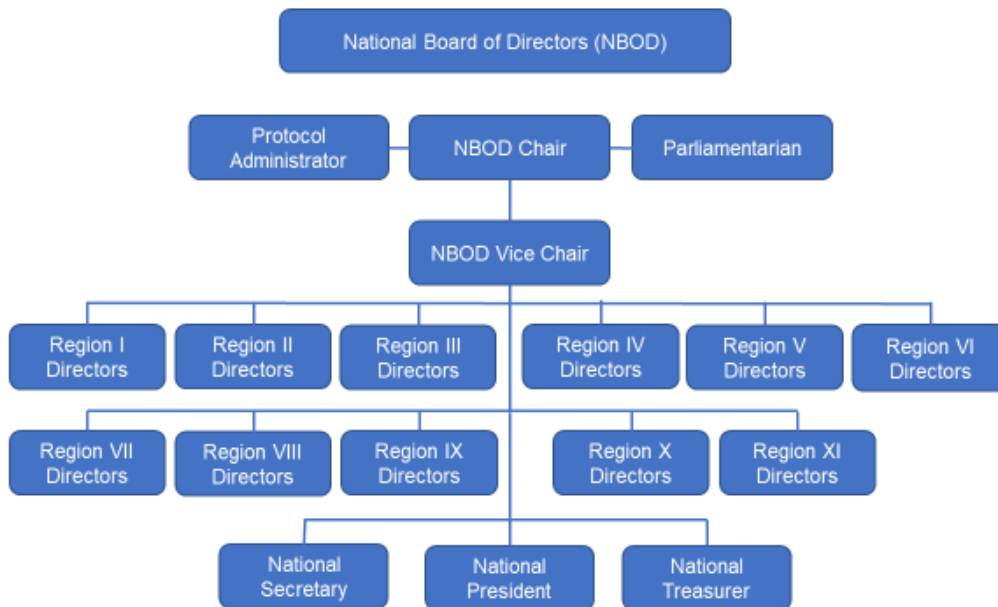 National Board of Directors (NBOD)
Protocol
Administrator
NBOD Chair
Parliamentarian
NBOD Vice Chair
Region I
Directors
Region II
Directors
Region III
Directors
Region IV
Directors
Region V
Directors
Region VI
Directors
Region VII
Directors
Region VIII
Directors
Region IX
Directors
Region X
Directors
Region XI
Directors
National
Secretary
National
President
National
Treasurer